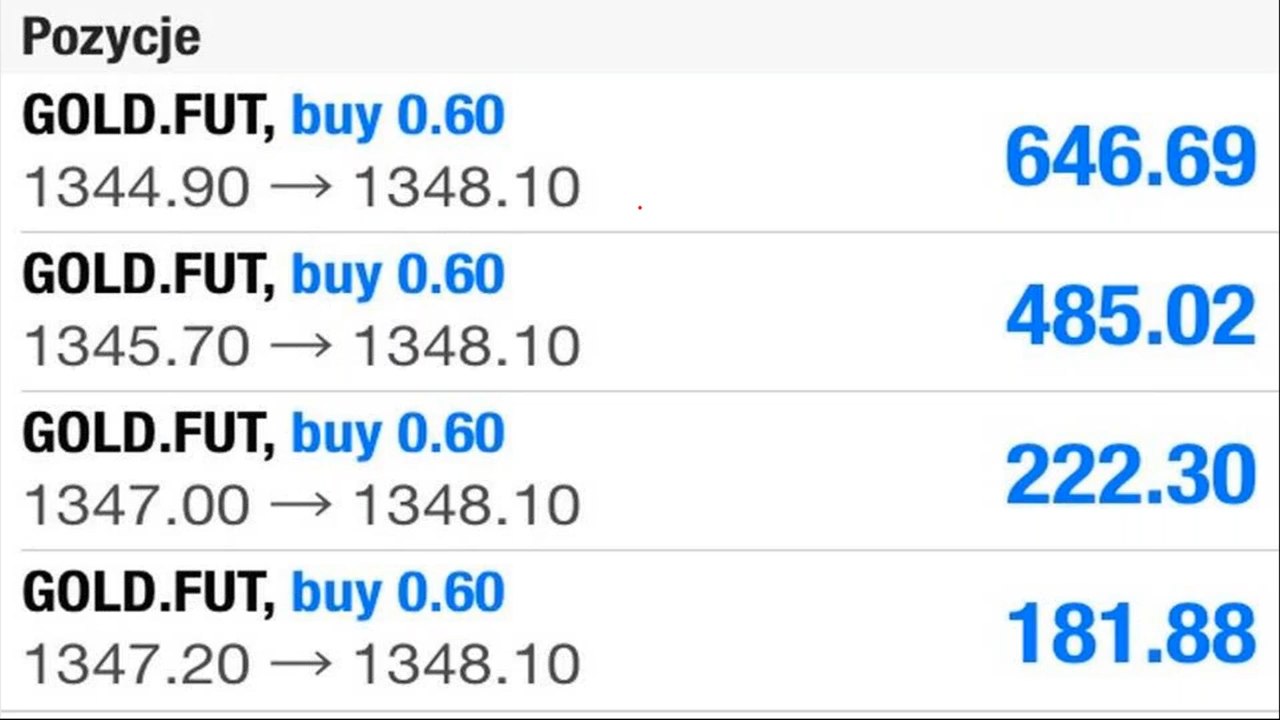 Pozycje
GOLD.FUT, buy 0.60
1344.90 → 1348.10
646.69
GOLD.FUT, buy 0.60
1345.70 → 1348.10
485.02
GOLD.FUT, buy 0.60
1347.00 → 1348.10
222.30
GOLD.FUT, buy 0.60
1347.20 → 1348.10
181.88